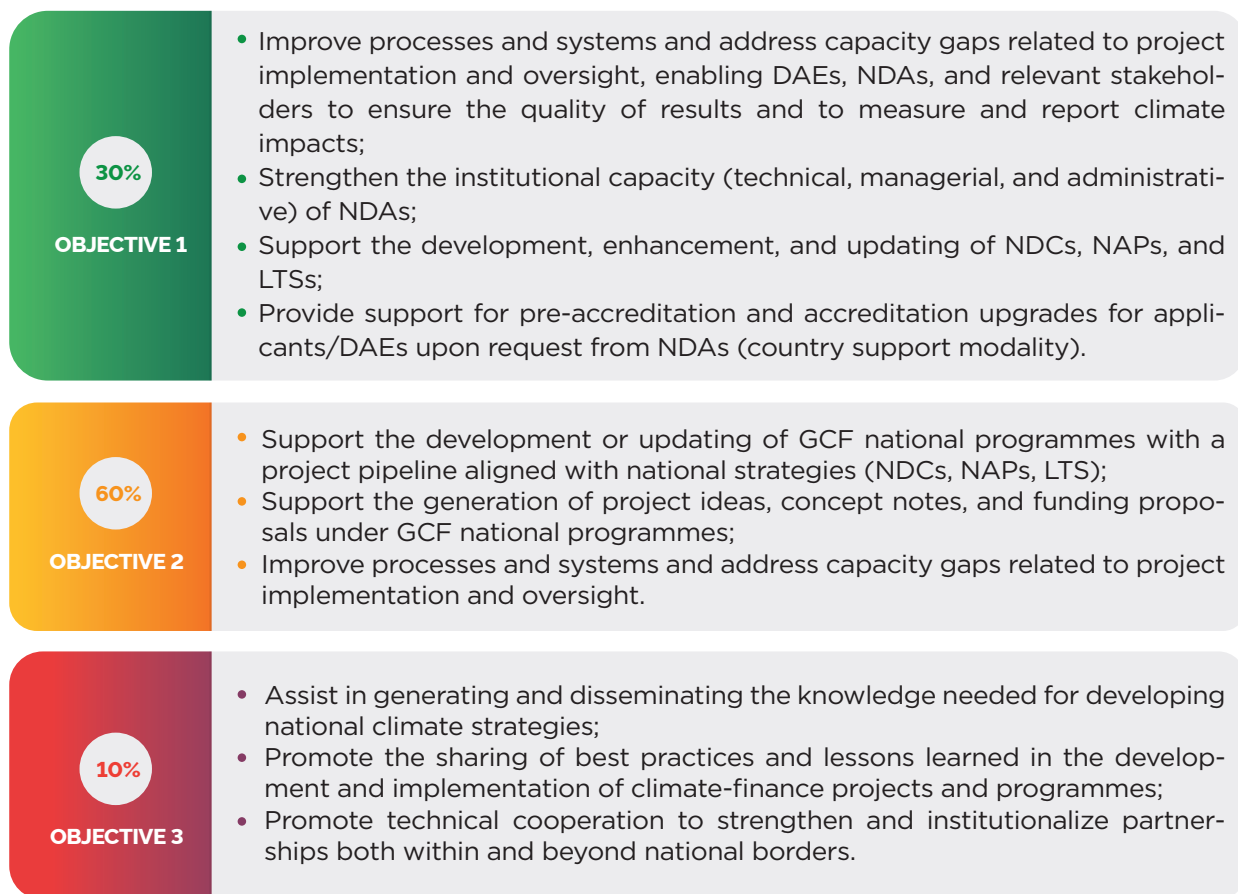 30%
OBJECTIVE 1
• Improve processes and systems and address capacity gaps related to project
implementation and oversight, enabling DAEs, NDAs, and relevant stakehol-
ders to ensure the quality of results and to measure and report climate
impacts;
• Strengthen the institutional capacity (technical, managerial, and administrati-
ve) of NDAs;
• Support the development, enhancement, and updating of NDCs, NAPs, and
LTSs;
• Provide support for pre-accreditation and accreditation upgrades for appli-
cants/DAEs upon request from NDAs (country support modality).
60%
OBJECTIVE 2
• Support the development or updating of GCF national programmes with a
project pipeline aligned with national strategies (NDCs, NAPs, LTS);
• Support the generation of project ideas, concept notes, and funding propo-
sals under GCF national programmes;
• Improve processes and systems and address capacity gaps related to project
implementation and oversight.
10%
OBJECTIVE 3
• Assist in generating and disseminating the knowledge needed for developing
national climate strategies;
• Promote the sharing of best practices and lessons learned in the develop-
ment and implementation of climate-finance projects and programmes;
• Promote technical cooperation to strengthen and institutionalize partner-
ships both within and beyond national borders.